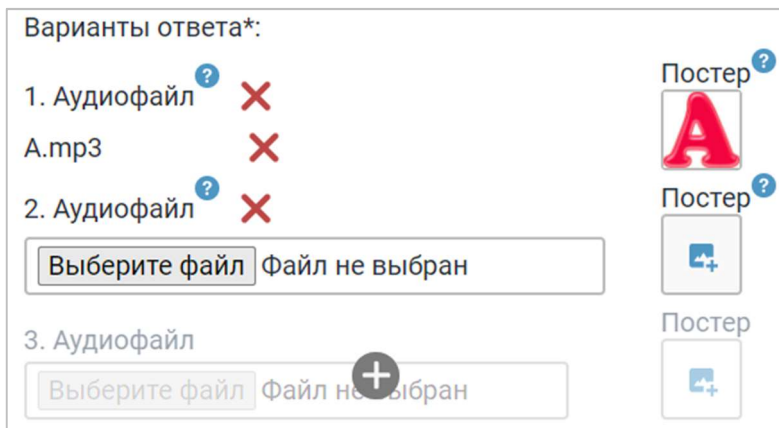 Варианты ответа*:
1. Аудиофайл ?
Постер ?
A
A.mp3
2. Аудиофайл ?
Постер ?
Выберите файл Файл не выбран
3. Аудиофайл
Постер
Выберите файл Файл не выбран